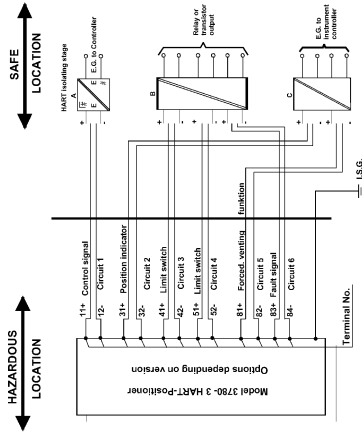 SAFE
LOCATION
HART isolating stage
E.G. to Controller
A
E
E
Relay or
transistor
output
B
E.G. to
instrument
controller
C
+
-
+
-
+
-
+
-
+
-
+
-
I.S.G.
HAZARDOUS
LOCATION
11+ Control signal
12- Circuit 1
31+ Position indicator
32- Circuit 2
41+ Limit switch
42- Circuit 3
51+ Limit switch
52- Circuit 4
81+ Forced. venting funktion
82- Circuit 5
83+ Fault signal
84- Circuit 6
Terminal No.
Model 3780-3 HART-Positioner
Options depending on version